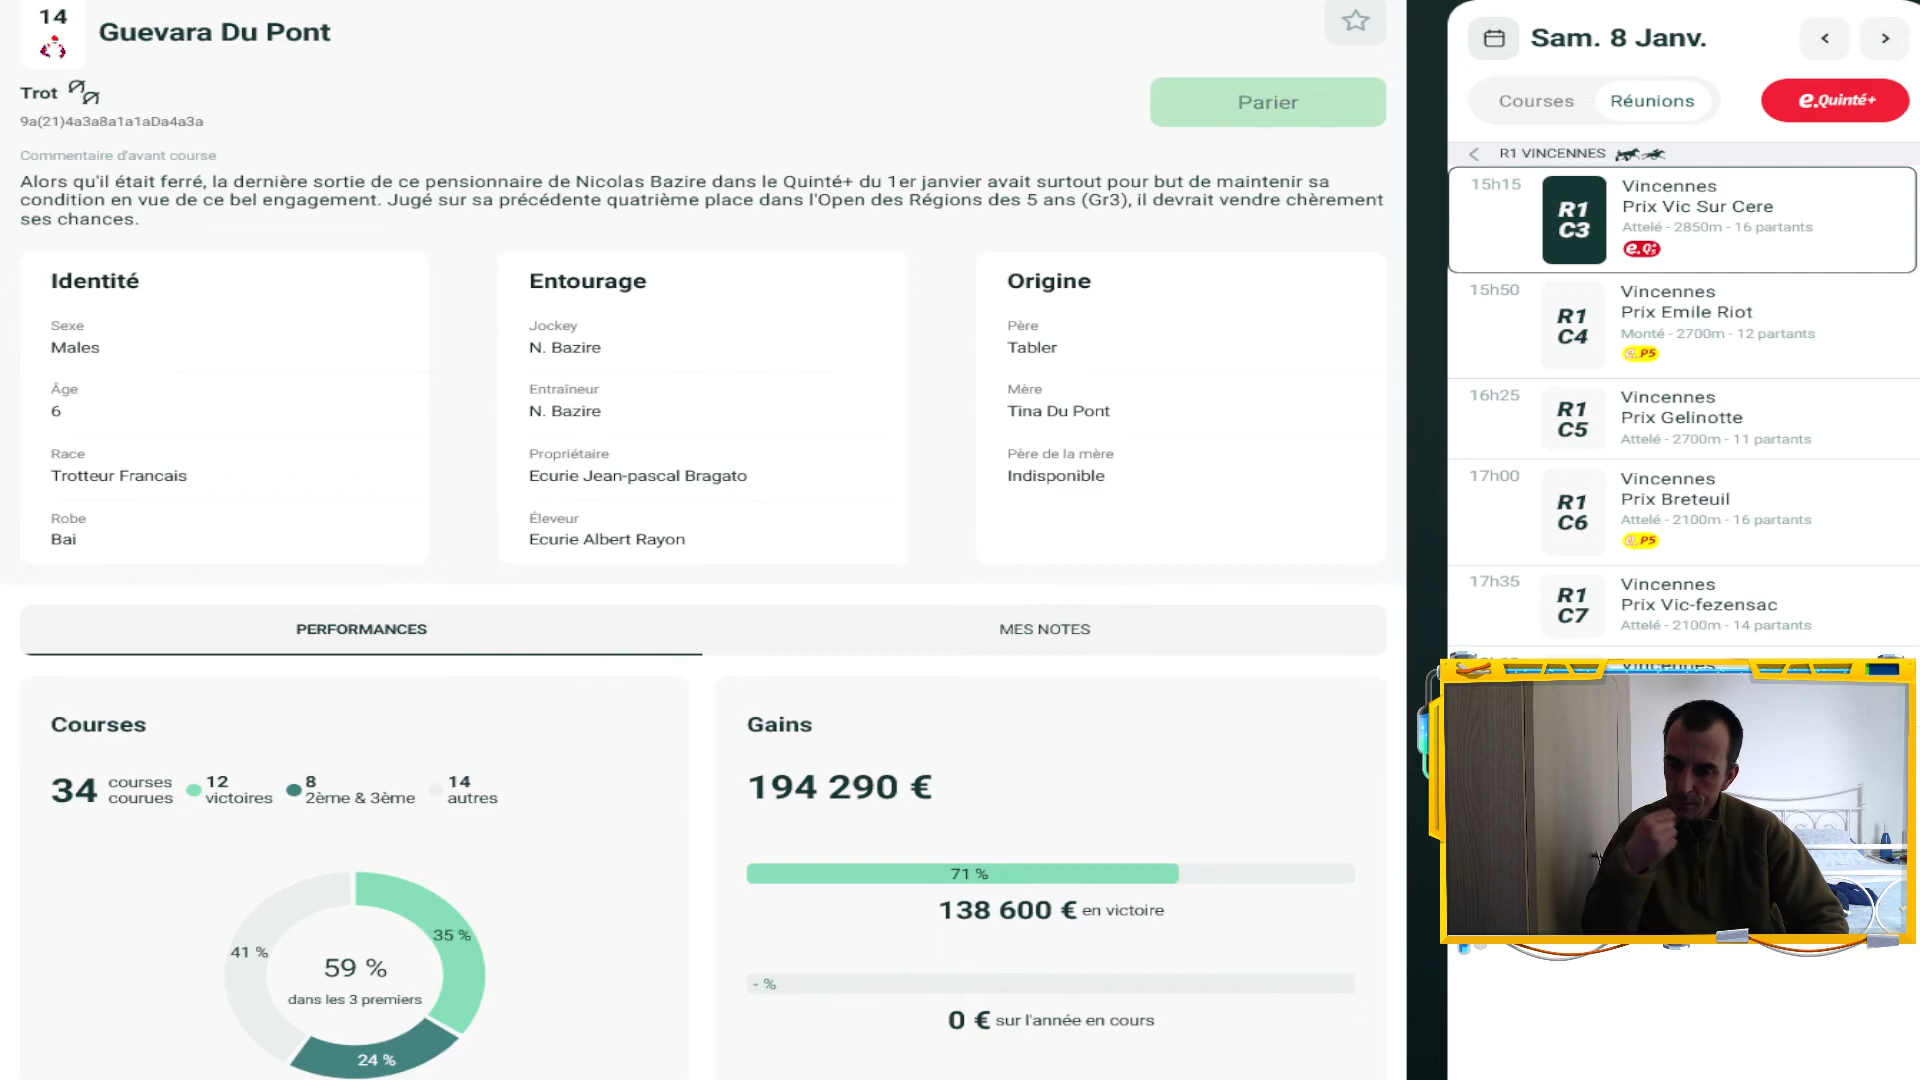 14
Guevara Du Pont
Trot
9a(21)4a3a8a1a1aDa4a3a
Parier
Commentaire d'avant course
Alors qu'il était ferré, la dernière sortie de ce pensionnaire de Nicolas Bazire dans le Quinté+ du 1er janvier avait surtout pour but de maintenir sa
condition en vue de ce bel engagement. Jugé sur sa précédente quatrième place dans l'Open des Régions des 5 ans (Gr3), il devrait vendre chèrement
ses chances.
Identité
Sexe
Males
Âge
6
Race
Trotteur Francais
Robe
Bai
Entourage
Jockey
N. Bazire
Entraîneur
N. Bazire
Propriétaire
Ecurie Jean-pascal Bragato
Éleveur
Ecurie Albert Rayon
Origine
Père
Tabler
Mère
Tina Du Pont
Père de la mère
Indisponible
PERFORMANCES
MES NOTES
Courses
34 courses courues
12 victoires
8 2ème & 3ème
14 autres
35 %
41 %
59 %
dans les 3 premiers
24 %
Gains
194 290 €
71 %
138 600 € en victoire
- %
0 € sur l'année en cours
Sam. 8 Janv.
<
>
Courses
Réunions
e.Quinté+
R1 VINCENNES
15h15
R1
C3
Vincennes
Prix Vic Sur Cere
Attelé - 2850m - 16 partants
e.Q+5
15h50
R1
C4
Vincennes
Prix Emile Riot
Monté - 2700m - 12 partants
e. P5
16h25
R1
C5
Vincennes
Prix Gelinotte
Attelé - 2700m - 11 partants
17h00
R1
C6
Vincennes
Prix Breteuil
Attelé - 2100m - 16 partants
e. P5
17h35
R1
C7
Vincennes
Prix Vic-fezensac
Attelé - 2100m - 14 partants
Vincennes